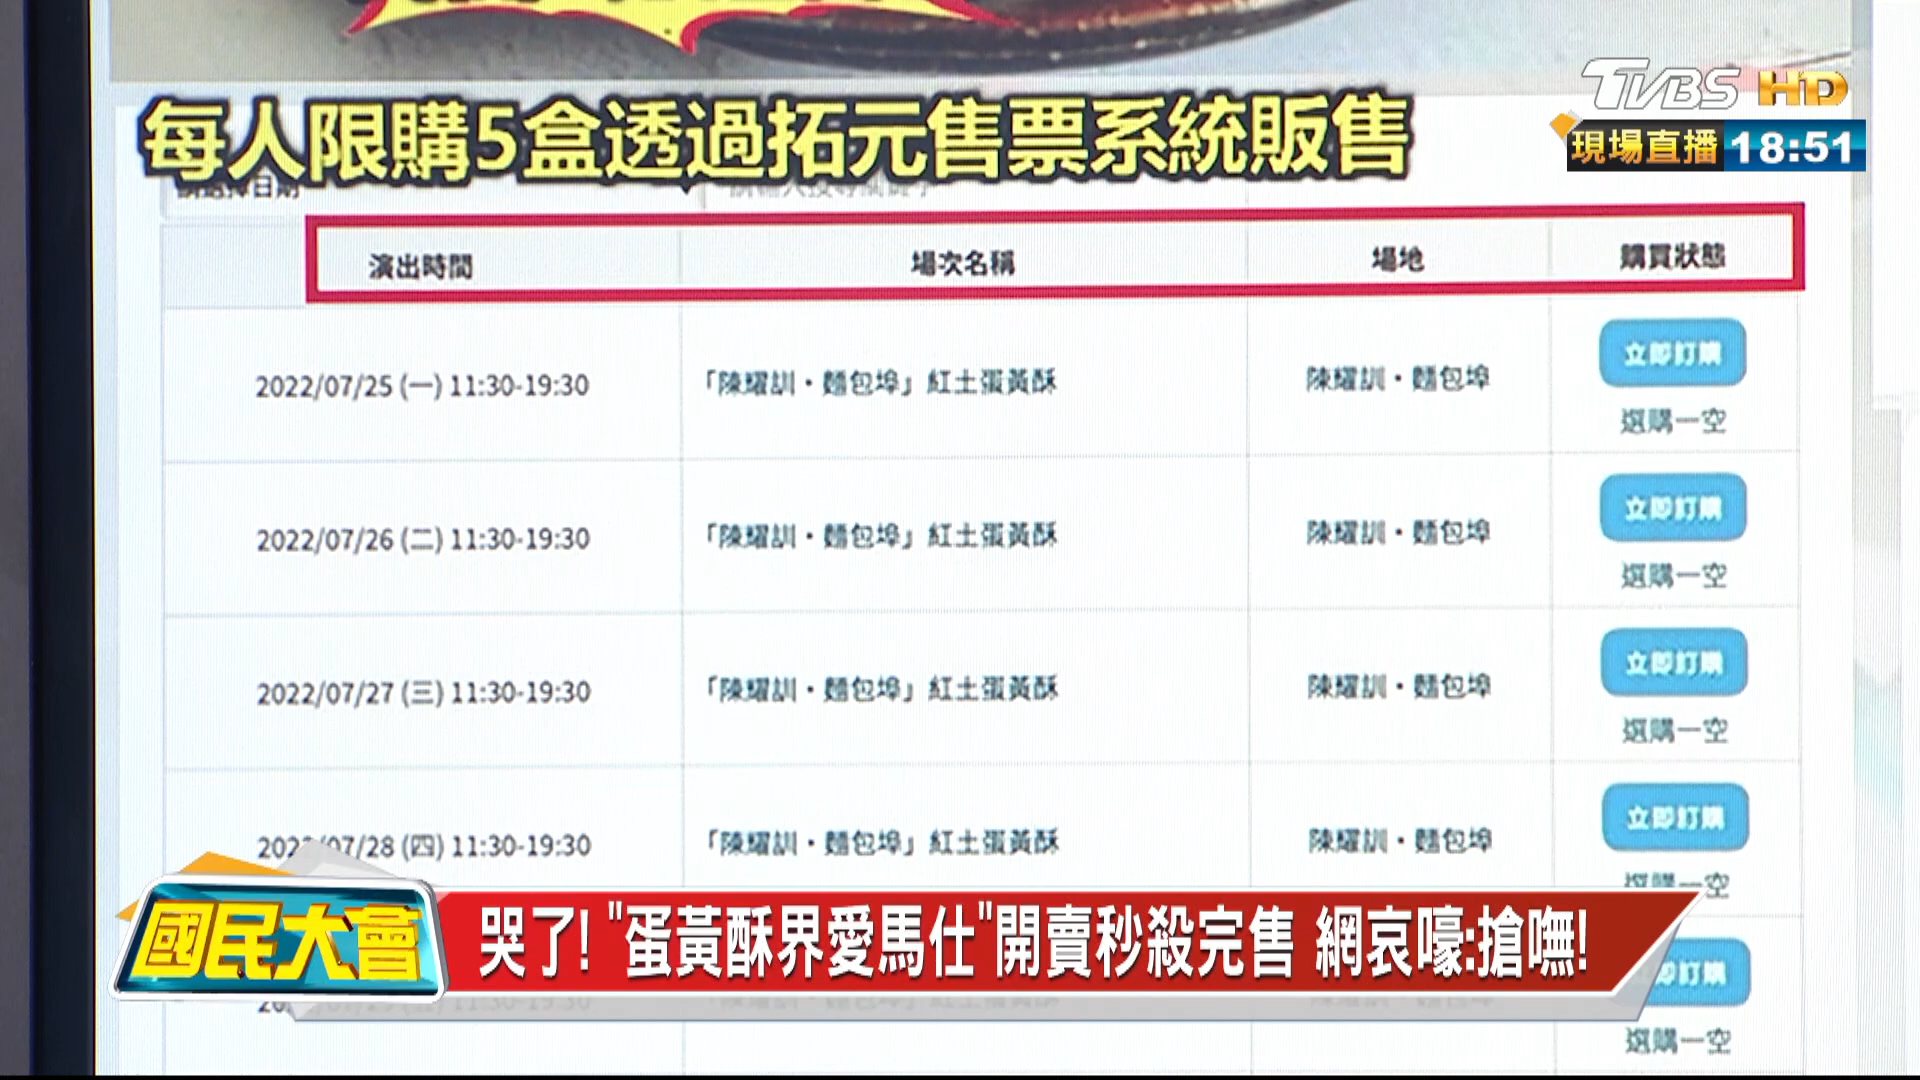 TVBS HD
每人限購5盒透過拓元售票系統販售
現場直播 18:51
演出時間 場次名稱 場地 購買狀態
2022/07/25 (一) 11:30-19:30 「陳耀訓・麵包埠」紅土蛋黃酥 陳耀訓・麵包埠 立即訂購
選購一空
2022/07/26 (二) 11:30-19:30 「陳耀訓・麵包埠」紅土蛋黃酥 陳耀訓・麵包埠 立即訂購
選購一空
2022/07/27 (三) 11:30-19:30 「陳耀訓・麵包埠」紅土蛋黃酥 陳耀訓・麵包埠 立即訂購
選購一空
2022/07/28 (四) 11:30-19:30 「陳耀訓・麵包埠」紅土蛋黃酥 陳耀訓・麵包埠 立即訂購
選購一空
國民大會
哭了! "蛋黃酥界愛馬仕"開賣秒殺完售 網哀嚎:搶嘸!
即訂購
選購一空